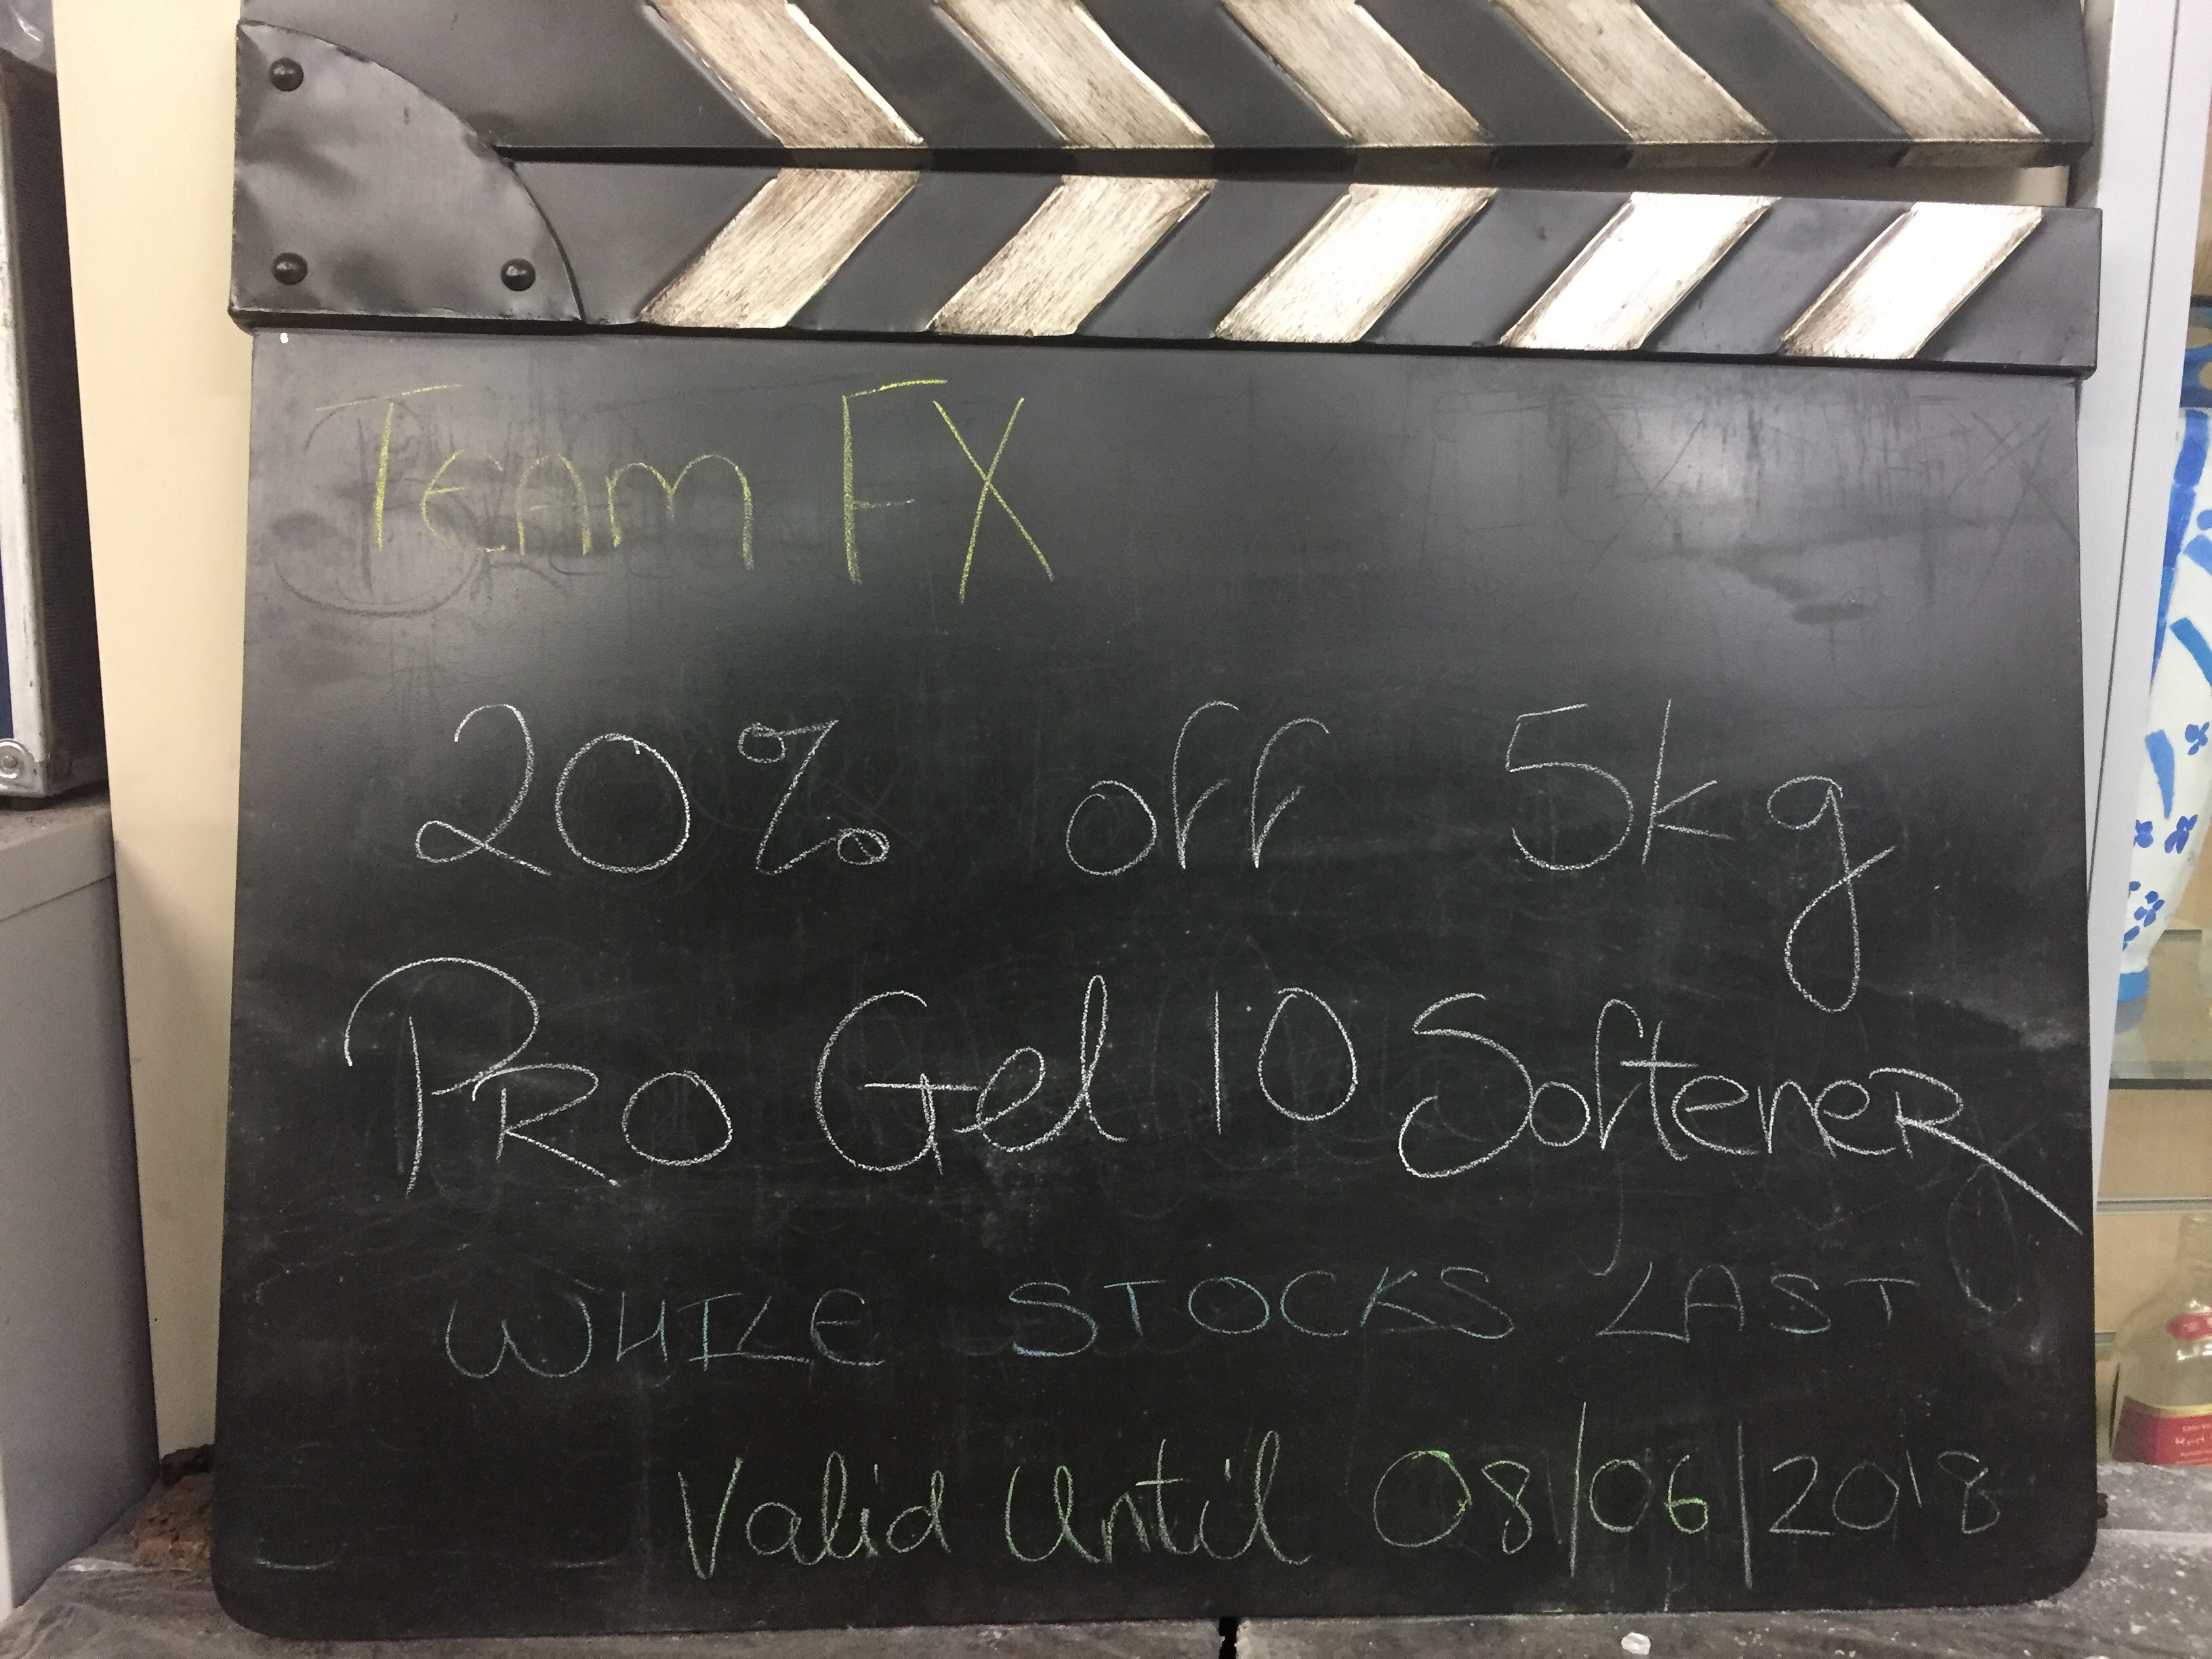 Team FX
20% off 5kg
Pro Gel 10 Softener
WHILE STOCKS LAST
Valid Until 08/06/2018